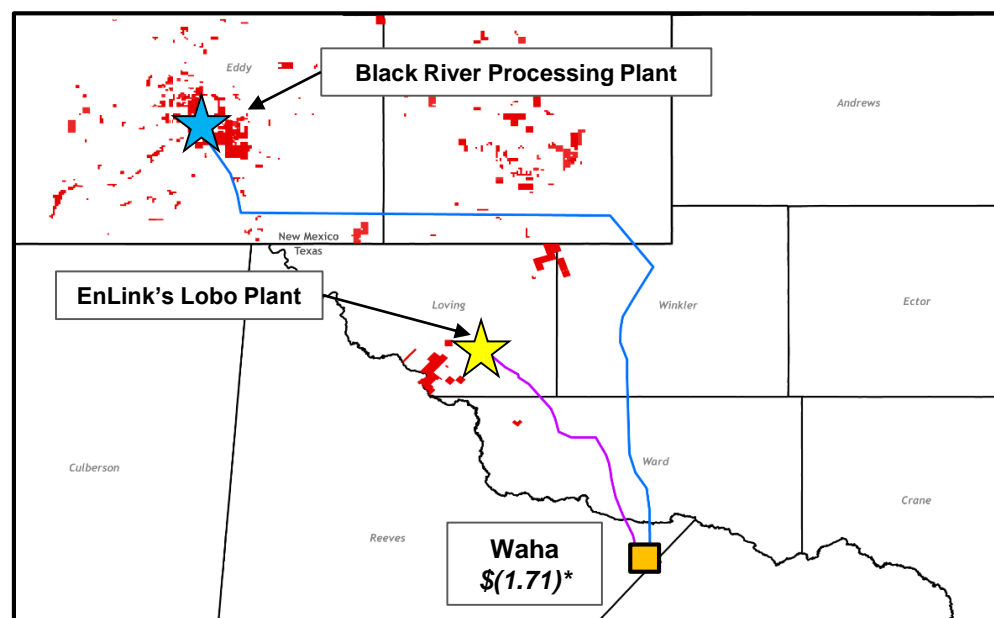 Eddy
Black River Processing Plant
Andrews
New Mexico
Texas
EnLink's Lobo Plant
Loving
Winkler
Ector
Culberson
Ward
Crane
Reeves
Waha
$(1.71)*